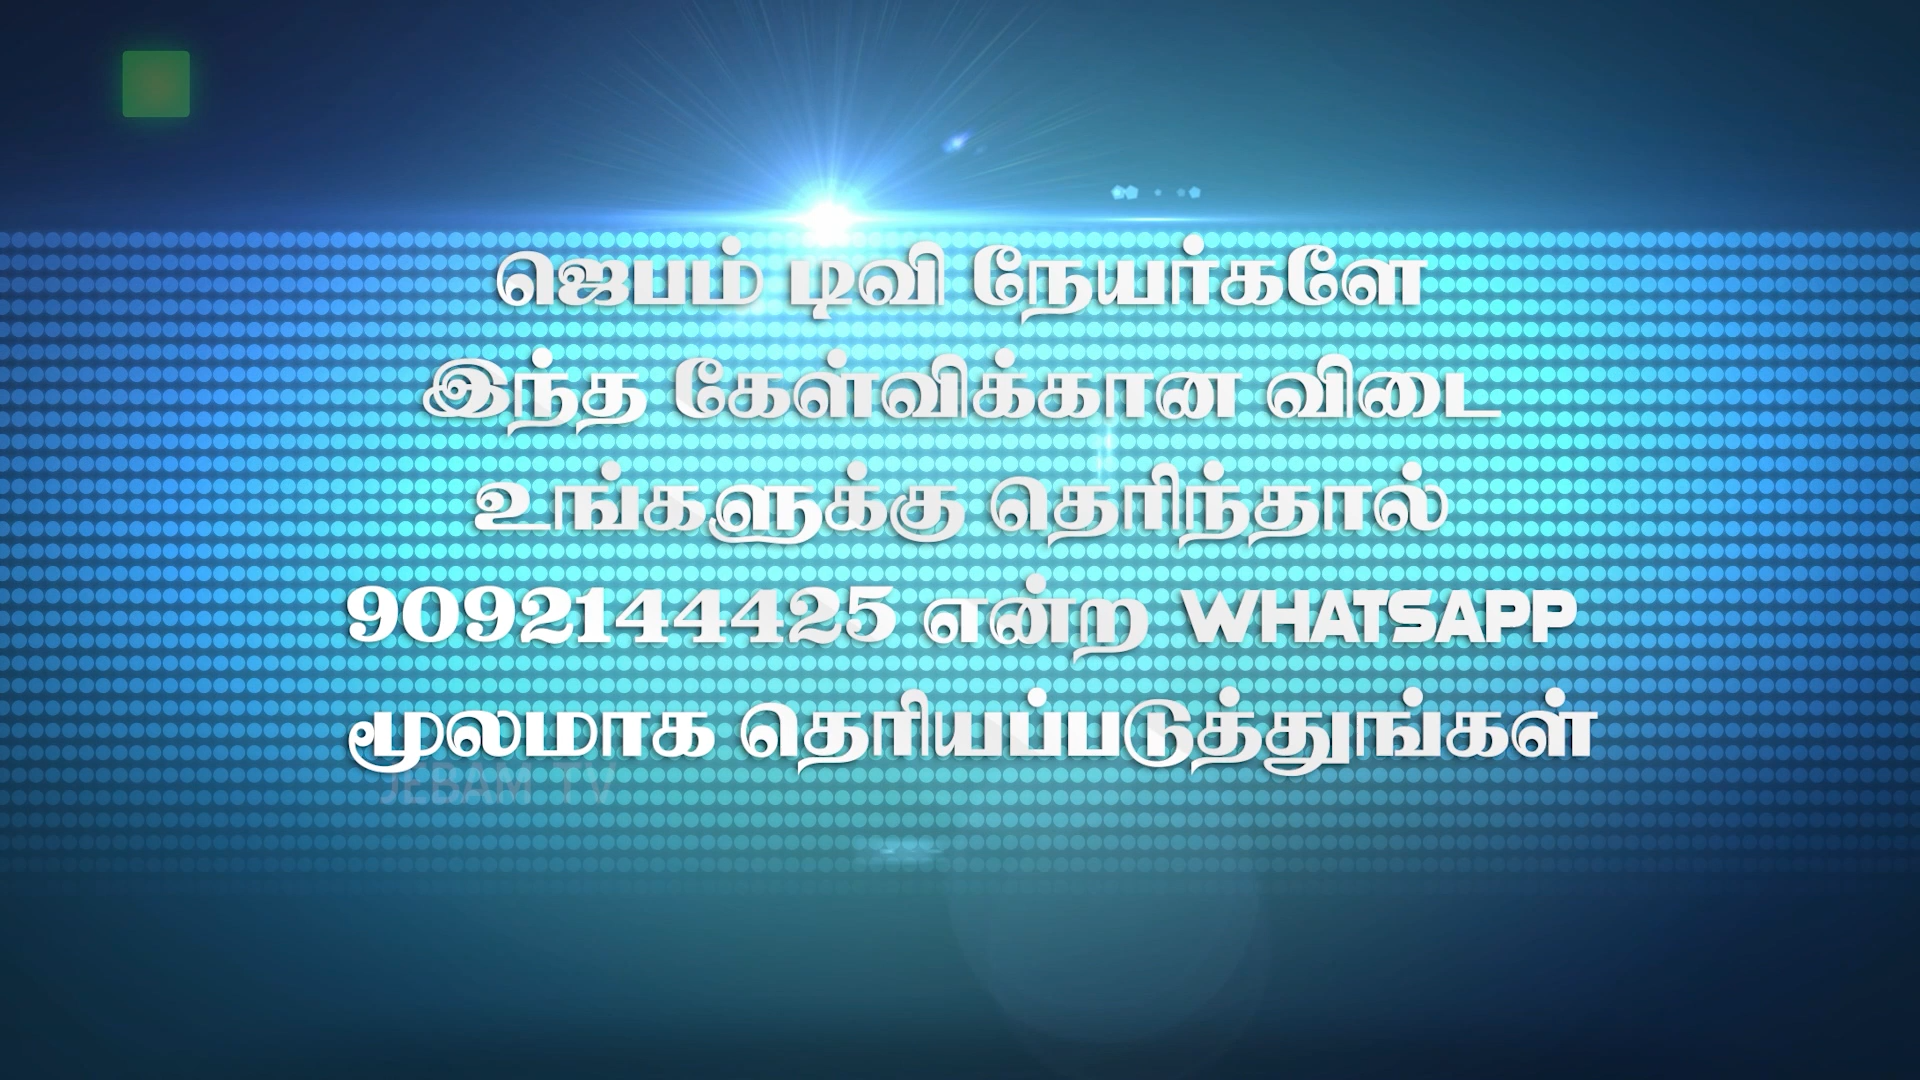 ஜெபம் டிவி நேயர்களே
இந்த கேள்விக்கான விடை
உங்களுக்கு தெரிந்தால்
9092144425 என்ற WHATSAPP
மூலமாக தெரியப்படுத்துங்கள்
JEBAM TV